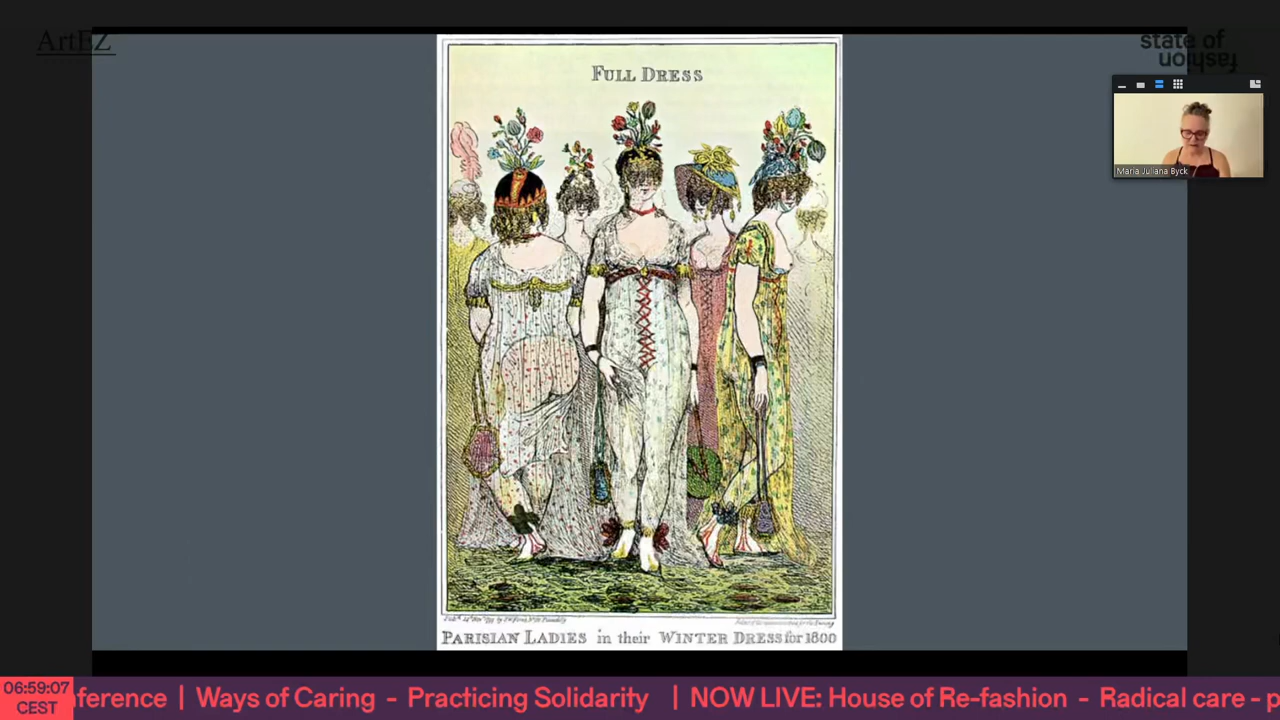 ArtEZ
state of
fashion
FULL DRESS
Maria Juliana Byck
PARISIAN LADIES in their WINTER DRESS for 1800
06:59:07
CEST
ference | Ways of Caring - Practicing Solidarity | NOW LIVE: House of Re-fashion - Radical care - p